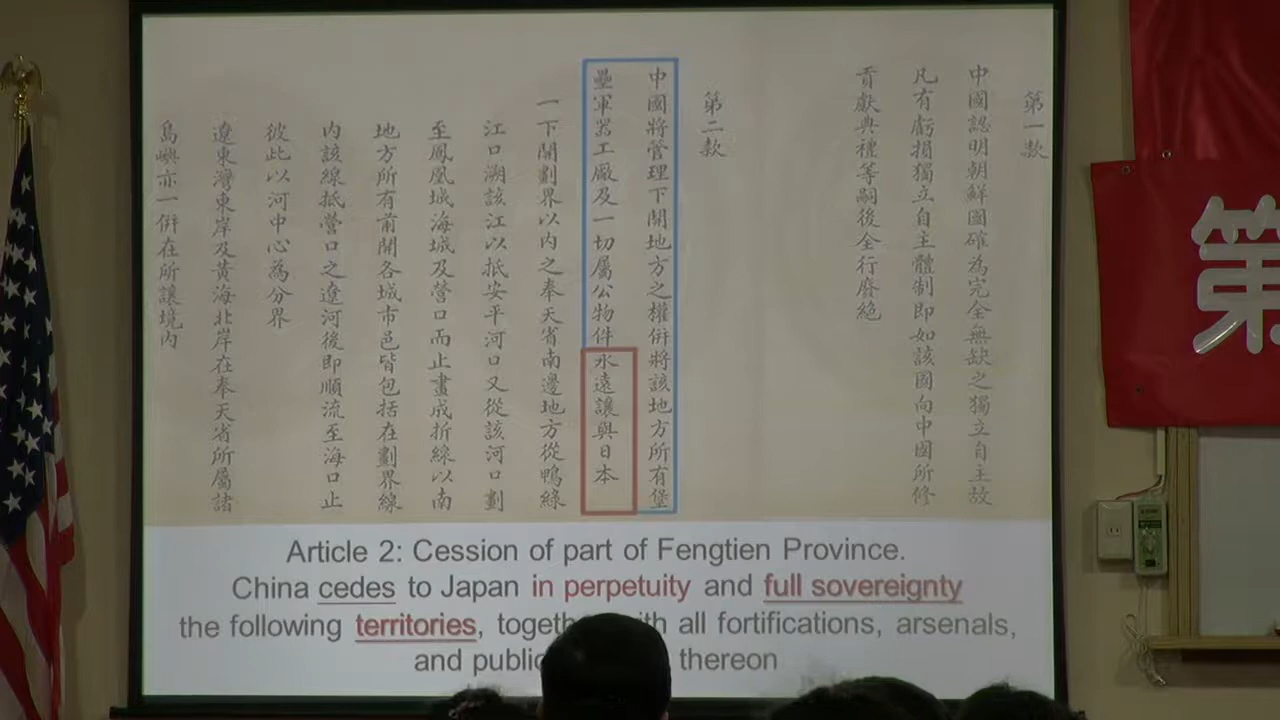 第一款
中國認明朝鮮國確為完全無缺之獨立自主故
凡有虧損獨立自主體制即如該國向中國所修
貢獻典禮等嗣後全行廢絕
第二款
中國將管理下開地方之權併將該地方所有堡
壘軍器工廠及一切屬公物件永遠讓與日本
一下開劃界以內之奉天省南邊地方從鴨綠
江口溯該江以抵安平河口又從該河口劃
至鳳凰城海城及營口而止畫成折線以南
地方所有前開各城市邑皆包括在劃界線
內該線抵營口之遼河後即順流至海口止
彼此以河中心為分界
遼東灣東岸及黃海北岸在奉天省所屬諸
島嶼亦一併在所讓境內
Article 2: Cession of part of Fengtien Province.
China cedes to Japan in perpetuity and full sovereignty
the following territories, all fortifications, arsenals,
and thereon
第